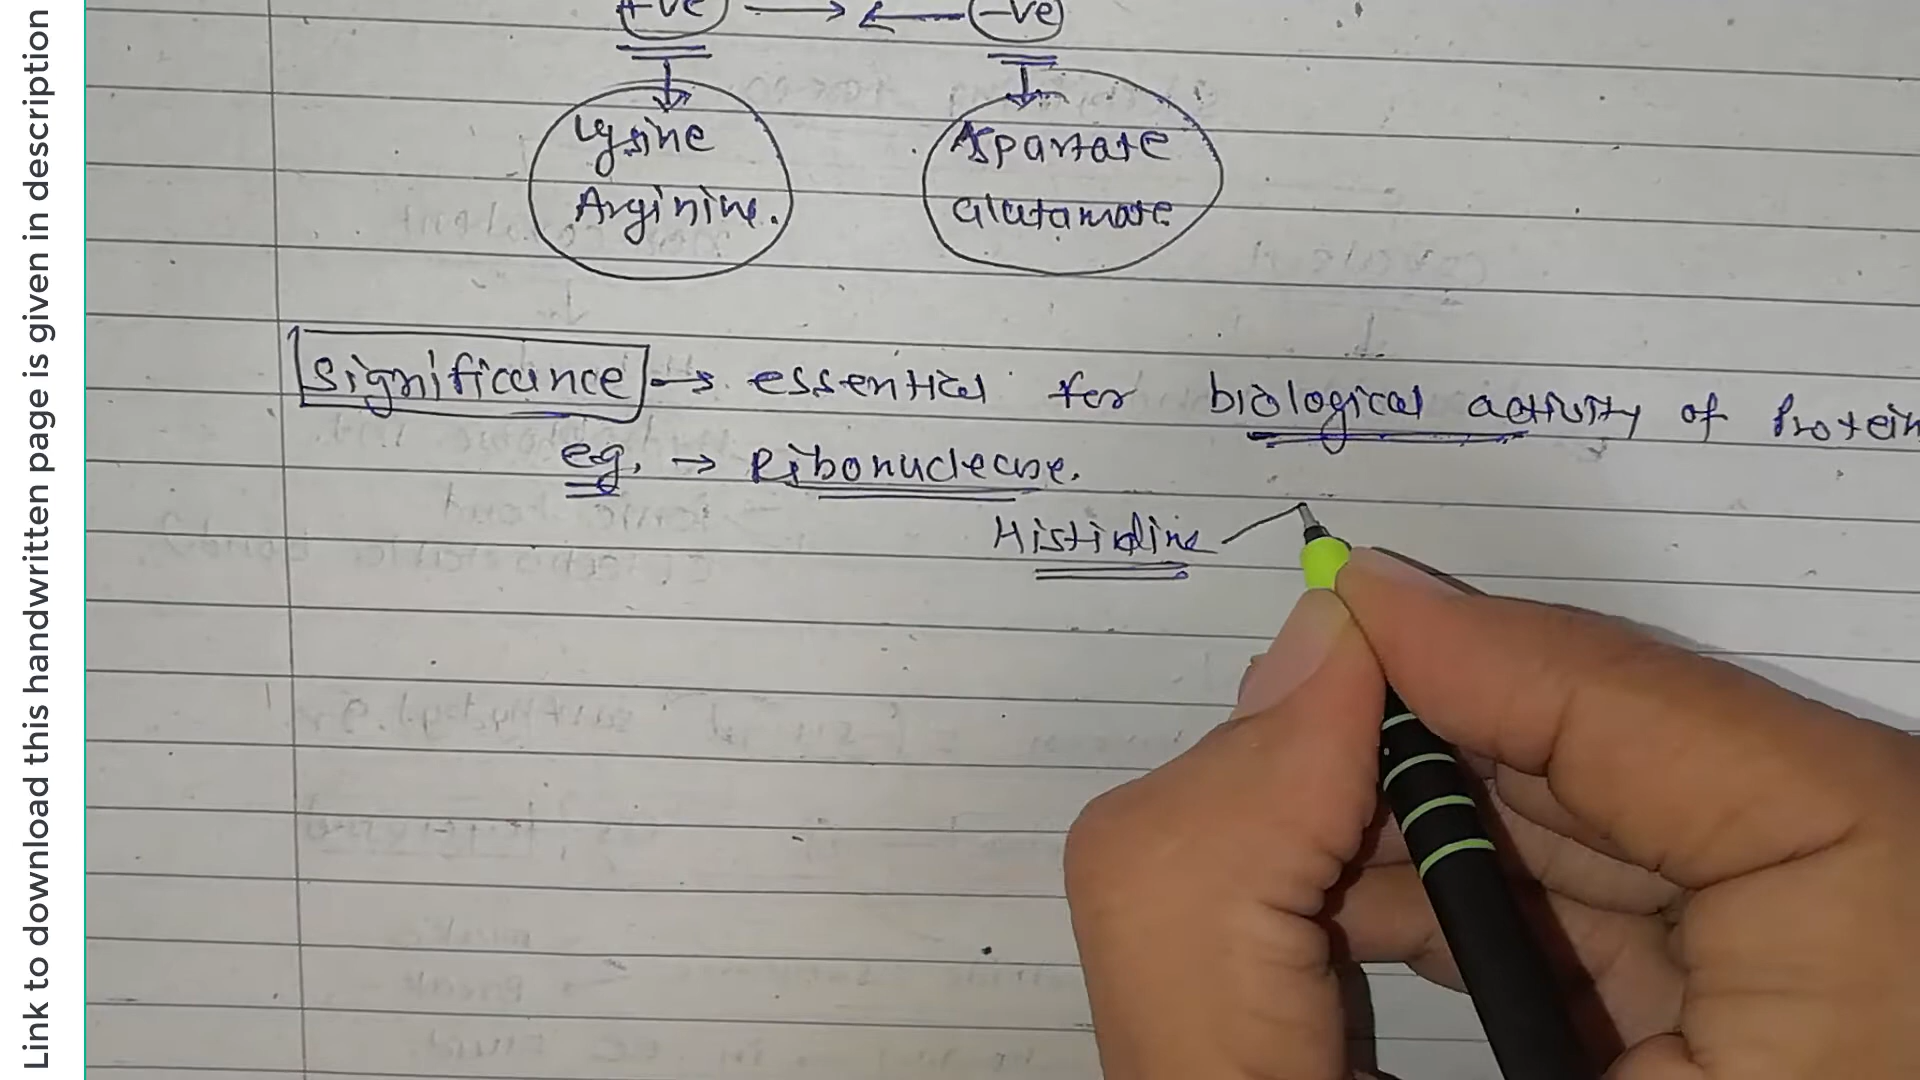 Link to download this handwritten page is given in description
+ve → ← -ve
Lysine
Arginine.
Aspartate
Glutamate
Significance → essential for biological activity of Protein
eg. → Ribonuclease.
Histidine